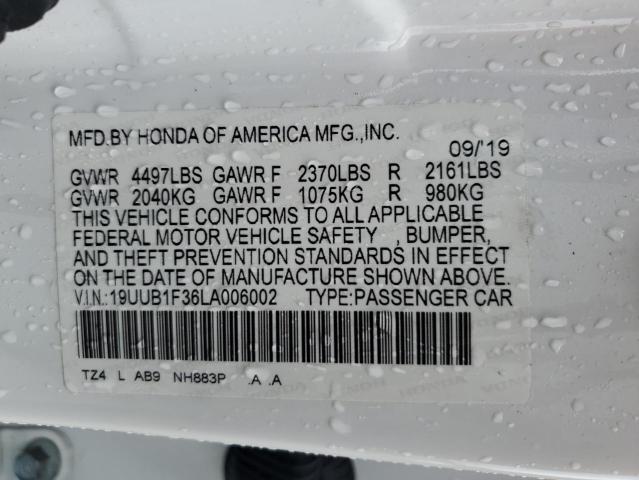 MFD.BY HONDA OF AMERICA MFG.,INC.
09/'19
GVWR 4497LBS GAWR F 2370LBS R 2161LBS
GVWR 2040KG GAWR F 1075KG R 980KG
THIS VEHICLE CONFORMS TO ALL APPLICABLE
FEDERAL MOTOR VEHICLE SAFETY , BUMPER,
AND THEFT PREVENTION STANDARDS IN EFFECT
ON THE DATE OF MANUFACTURE SHOWN ABOVE.
V.I.N.:19UUB1F36LA006002 TYPE:PASSENGER CAR
TZ4 L AB9 NH883P .A .A